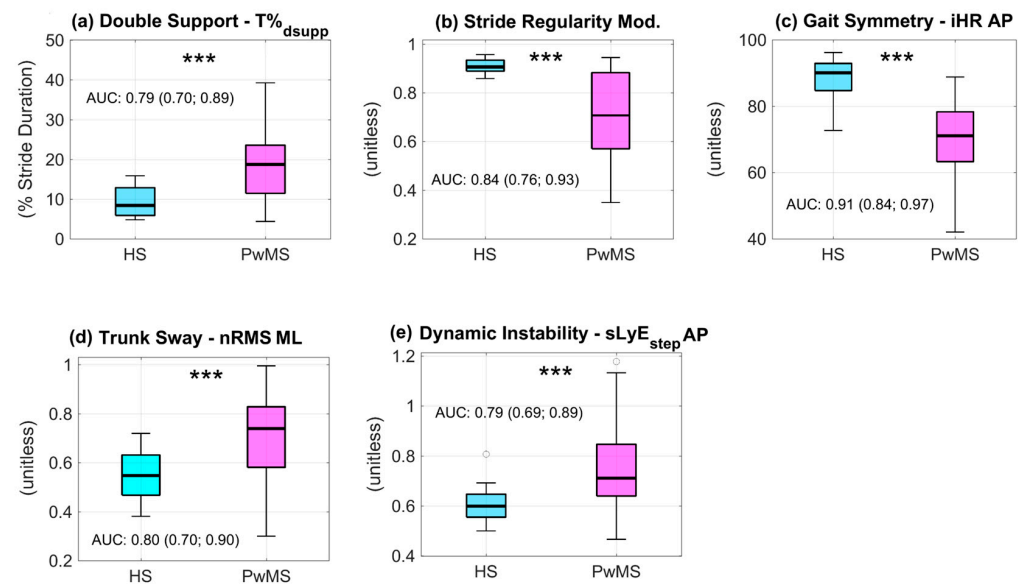 (a) Double Support - T%dsupp
(% Stride Duration)
50
40
30
20
10
0
***
AUC: 0.79 (0.70; 0.89)
HS
PwMS
(b) Stride Regularity Mod.
(unitless)
1
0.8
0.6
0.4
0.2
***
AUC: 0.84 (0.76; 0.93)
HS
PwMS
(c) Gait Symmetry - iHR AP
(unitless)
100
80
60
40
***
AUC: 0.91 (0.84; 0.97)
HS
PwMS
(d) Trunk Sway - nRMS ML
(unitless)
1
0.8
0.6
0.4
0.2
***
AUC: 0.80 (0.70; 0.90)
HS
PwMS
(e) Dynamic Instability - sLyEstep AP
(unitless)
1.2
1
0.8
0.6
0.4
***
AUC: 0.79 (0.69; 0.89)
HS
PwMS